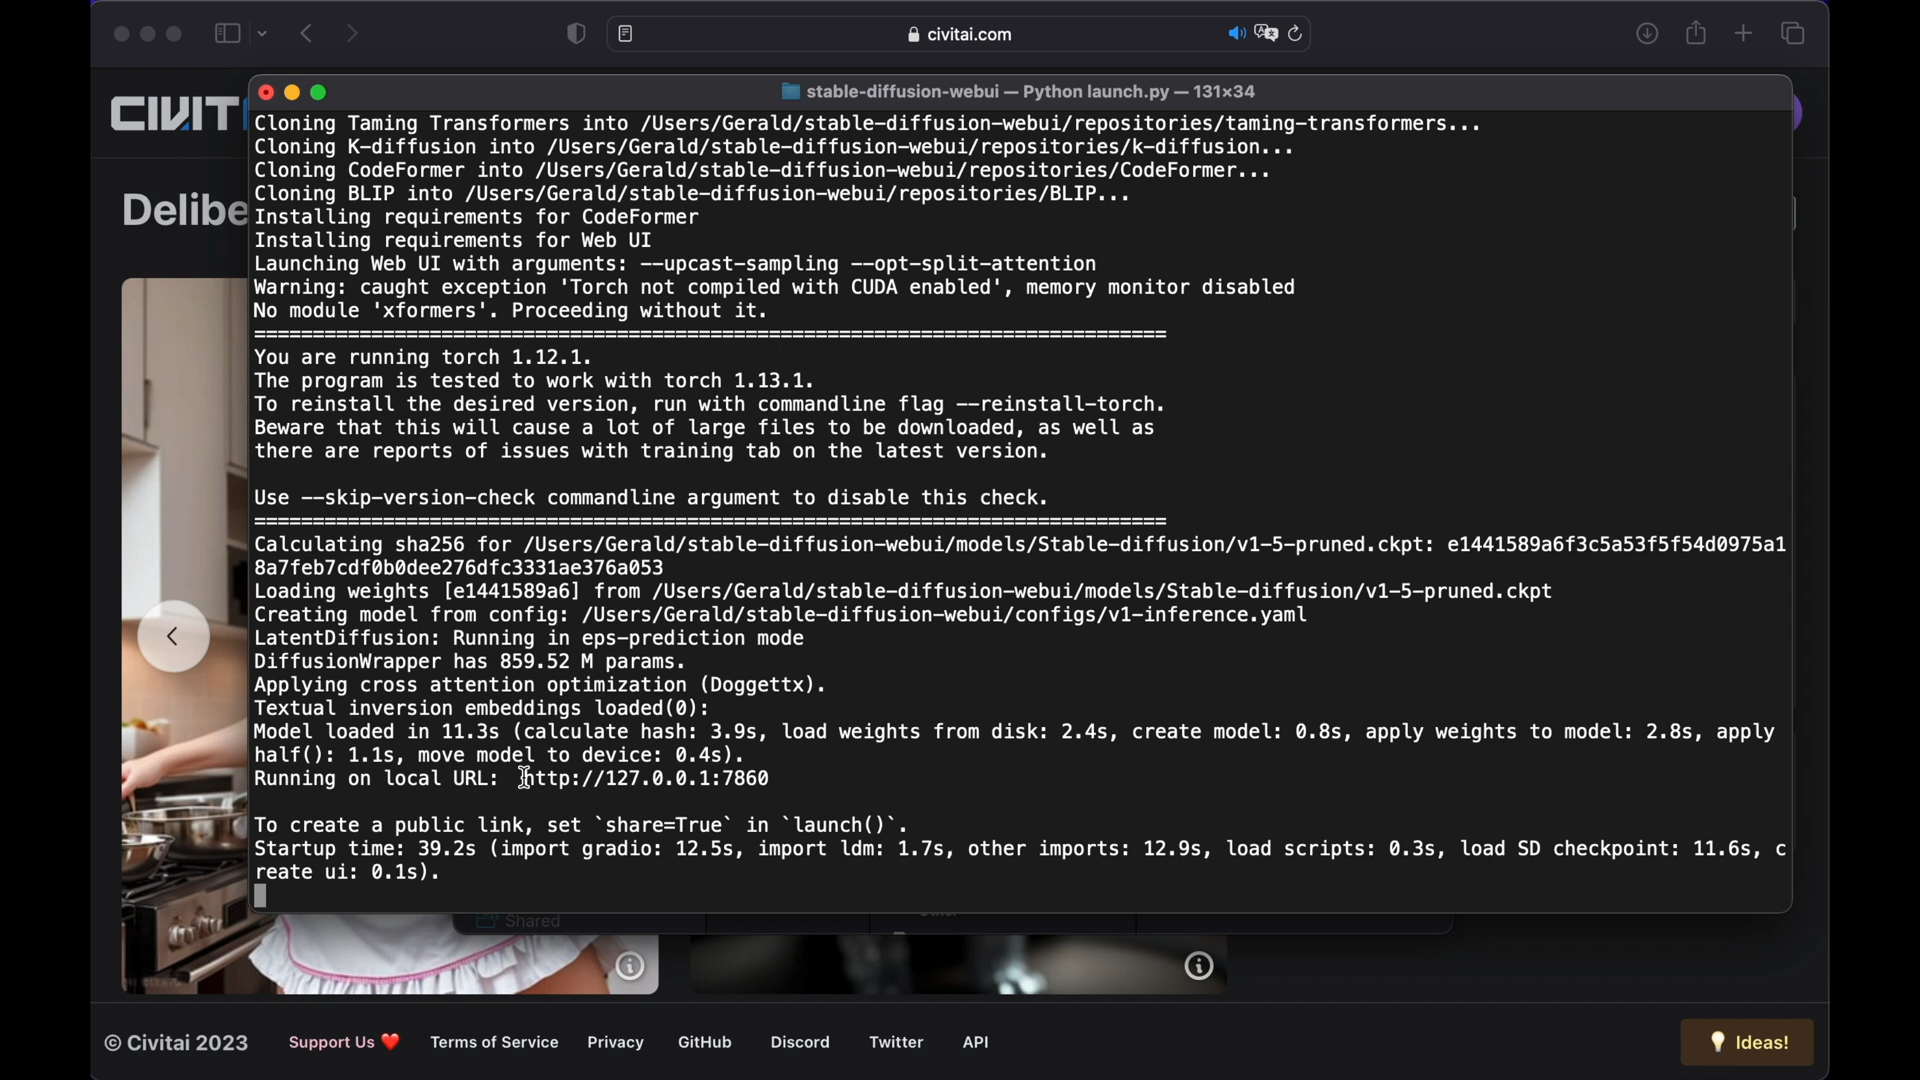 civitai.com
stable-diffusion-webui — Python launch.py — 131×34
CIVIT
Cloning Taming Transformers into /Users/Gerald/stable-diffusion-webui/repositories/taming-transformers...
Cloning K-diffusion into /Users/Gerald/stable-diffusion-webui/repositories/k-diffusion...
Cloning CodeFormer into /Users/Gerald/stable-diffusion-webui/repositories/CodeFormer...
Cloning BLIP into /Users/Gerald/stable-diffusion-webui/repositories/BLIP...
Delibe
Installing requirements for CodeFormer
Installing requirements for Web UI
Launching Web UI with arguments: --upcast-sampling --opt-split-attention
Warning: caught exception 'Torch not compiled with CUDA enabled', memory monitor disabled
No module 'xformers'. Proceeding without it.
==============================================================================
You are running torch 1.12.1.
The program is tested to work with torch 1.13.1.
To reinstall the desired version, run with commandline flag --reinstall-torch.
Beware that this will cause a lot of large files to be downloaded, as well as
there are reports of issues with training tab on the latest version.
Use --skip-version-check commandline argument to disable this check.
==============================================================================
Calculating sha256 for /Users/Gerald/stable-diffusion-webui/models/Stable-diffusion/v1-5-pruned.ckpt: e1441589a6f3c5a53f5f54d0975a1
8a7feb7cdf0b0dee276dfc3331ae376a053
Loading weights [e1441589a6] from /Users/Gerald/stable-diffusion-webui/models/Stable-diffusion/v1-5-pruned.ckpt
Creating model from config: /Users/Gerald/stable-diffusion-webui/configs/v1-inference.yaml
LatentDiffusion: Running in eps-prediction mode
DiffusionWrapper has 859.52 M params.
Applying cross attention optimization (Doggettx).
Textual inversion embeddings loaded(0):
Model loaded in 11.3s (calculate hash: 3.9s, load weights from disk: 2.4s, create model: 0.8s, apply weights to model: 2.8s, apply
half(): 1.1s, move model to device: 0.4s).
Running on local URL:  http://127.0.0.1:7860
To create a public link, set `share=True` in `launch()`.
Startup time: 39.2s (import gradio: 12.5s, import ldm: 1.7s, other imports: 12.9s, load scripts: 0.3s, load SD checkpoint: 11.6s, c
reate ui: 0.1s).
Shared
© Civitai 2023 Support Us ❤️ Terms of Service Privacy GitHub Discord Twitter API 💡 Ideas!